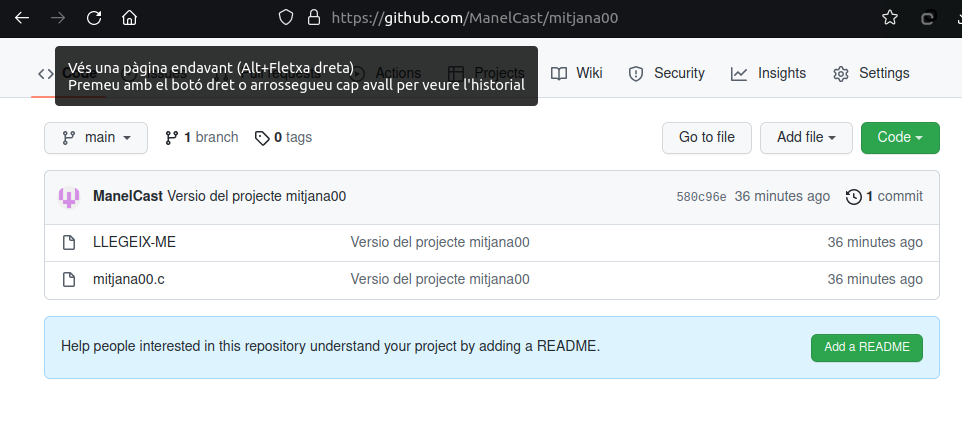 https://github.com/ManelCast/mitjana00
Vés una pàgina endavant (Alt+Fletxa dreta)
Premeu amb el botó dret o arrossegueu cap avall per veure l'historial
Code Issues Pull requests Actions Projects Wiki Security Insights Settings
main 1 branch 0 tags Go to file Add file Code
ManelCast Versio del projecte mitjana00 580c96e 36 minutes ago 1 commit
LLEGEIX-ME Versio del projecte mitjana00 36 minutes ago
mitjana00.c Versio del projecte mitjana00 36 minutes ago
Help people interested in this repository understand your project by adding a README. Add a README